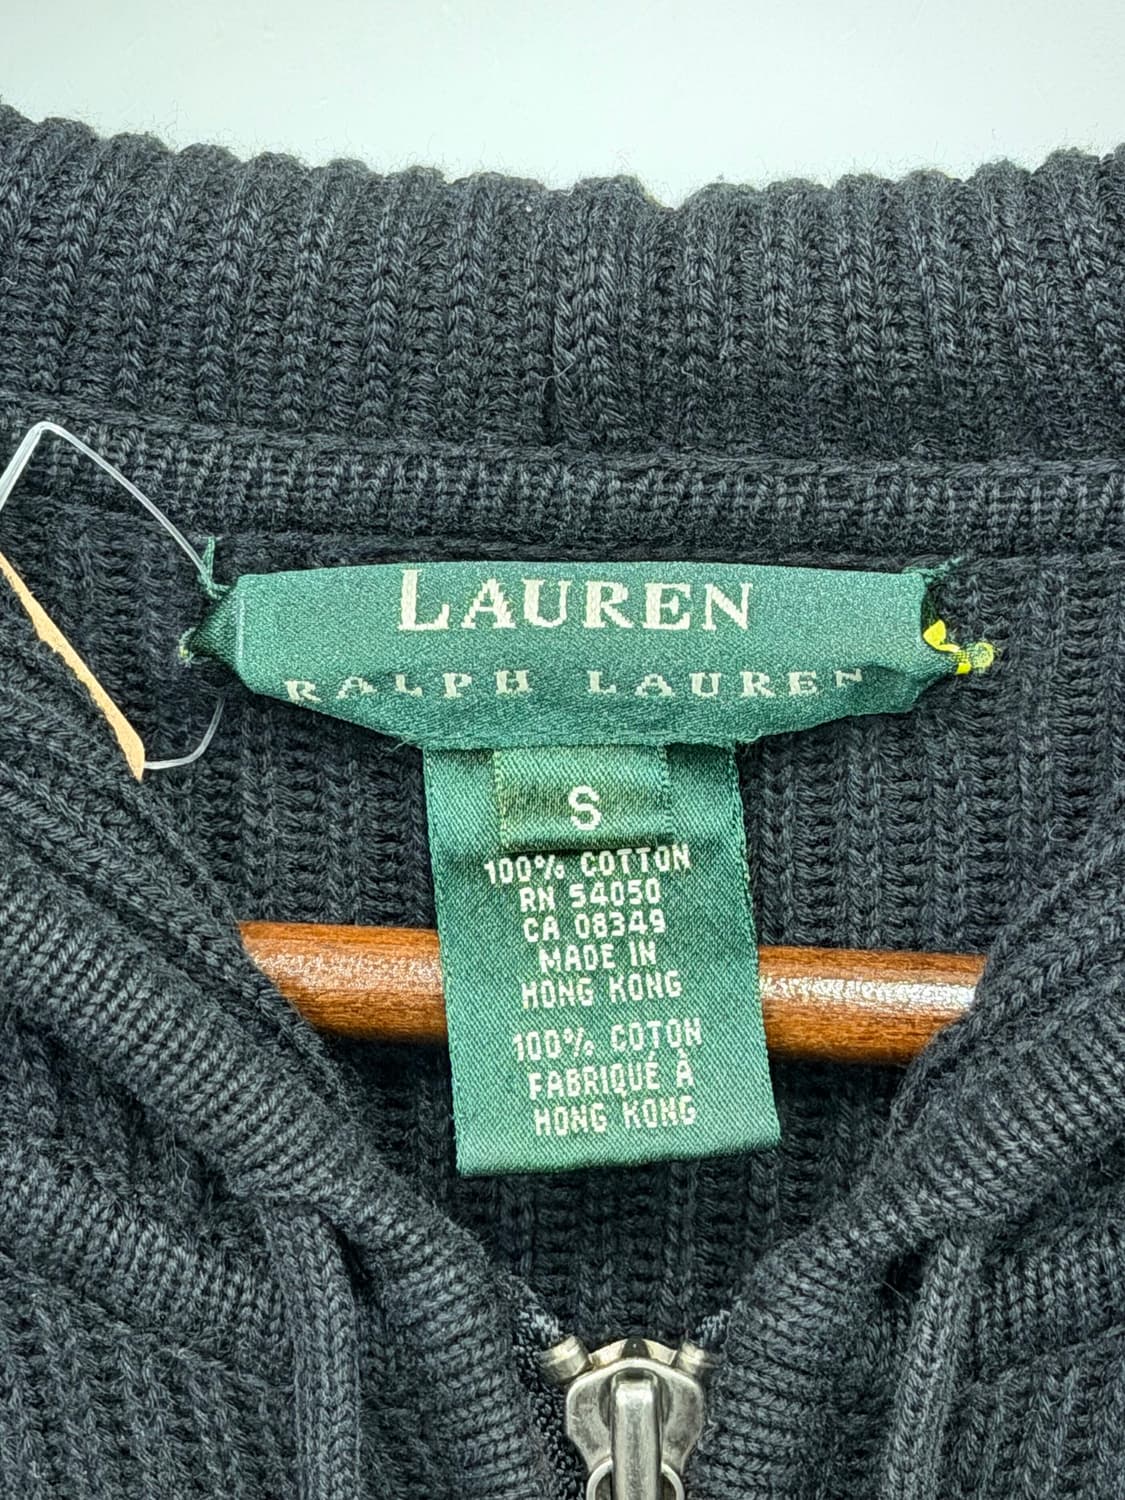 LAUREN
RALPH LAUREN
S
100% COTTON
RN 54050
CA 08349
MADE IN
HONG KONG
100% COTON
FABRIQUÉ À
HONG KONG